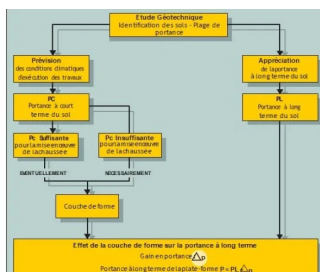 Etude Géotechnique
Identification des sols - Plage de
portance
Prévision
des conditions climatiques
d'exécution des travaux
Appréciation
de laportance
à long terme du sol
PC
Portance à court
terme du sol
PL
Portance à long
terme du sol
Pc Suffisante
pour la mise en œuvre
de la chaussée
Pc Insuffisante
pour la mise en œuvre
de la chaussée
EVENTUELLEMENT
NECESSAIREMENT
Couche de forme
Effet de la couche de forme sur la portance à long terme
Gain en portance △p
Portance à long terme de la plate-forme P = PL △p